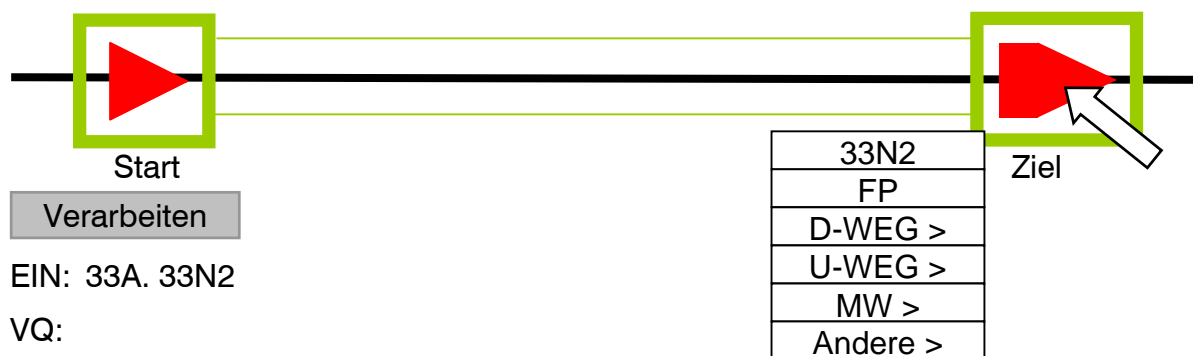 Start
Ziel
Verarbeiten
EIN: 33A. 33N2
VQ:
33N2
FP
D-WEG >
U-WEG >
MW >
Andere >